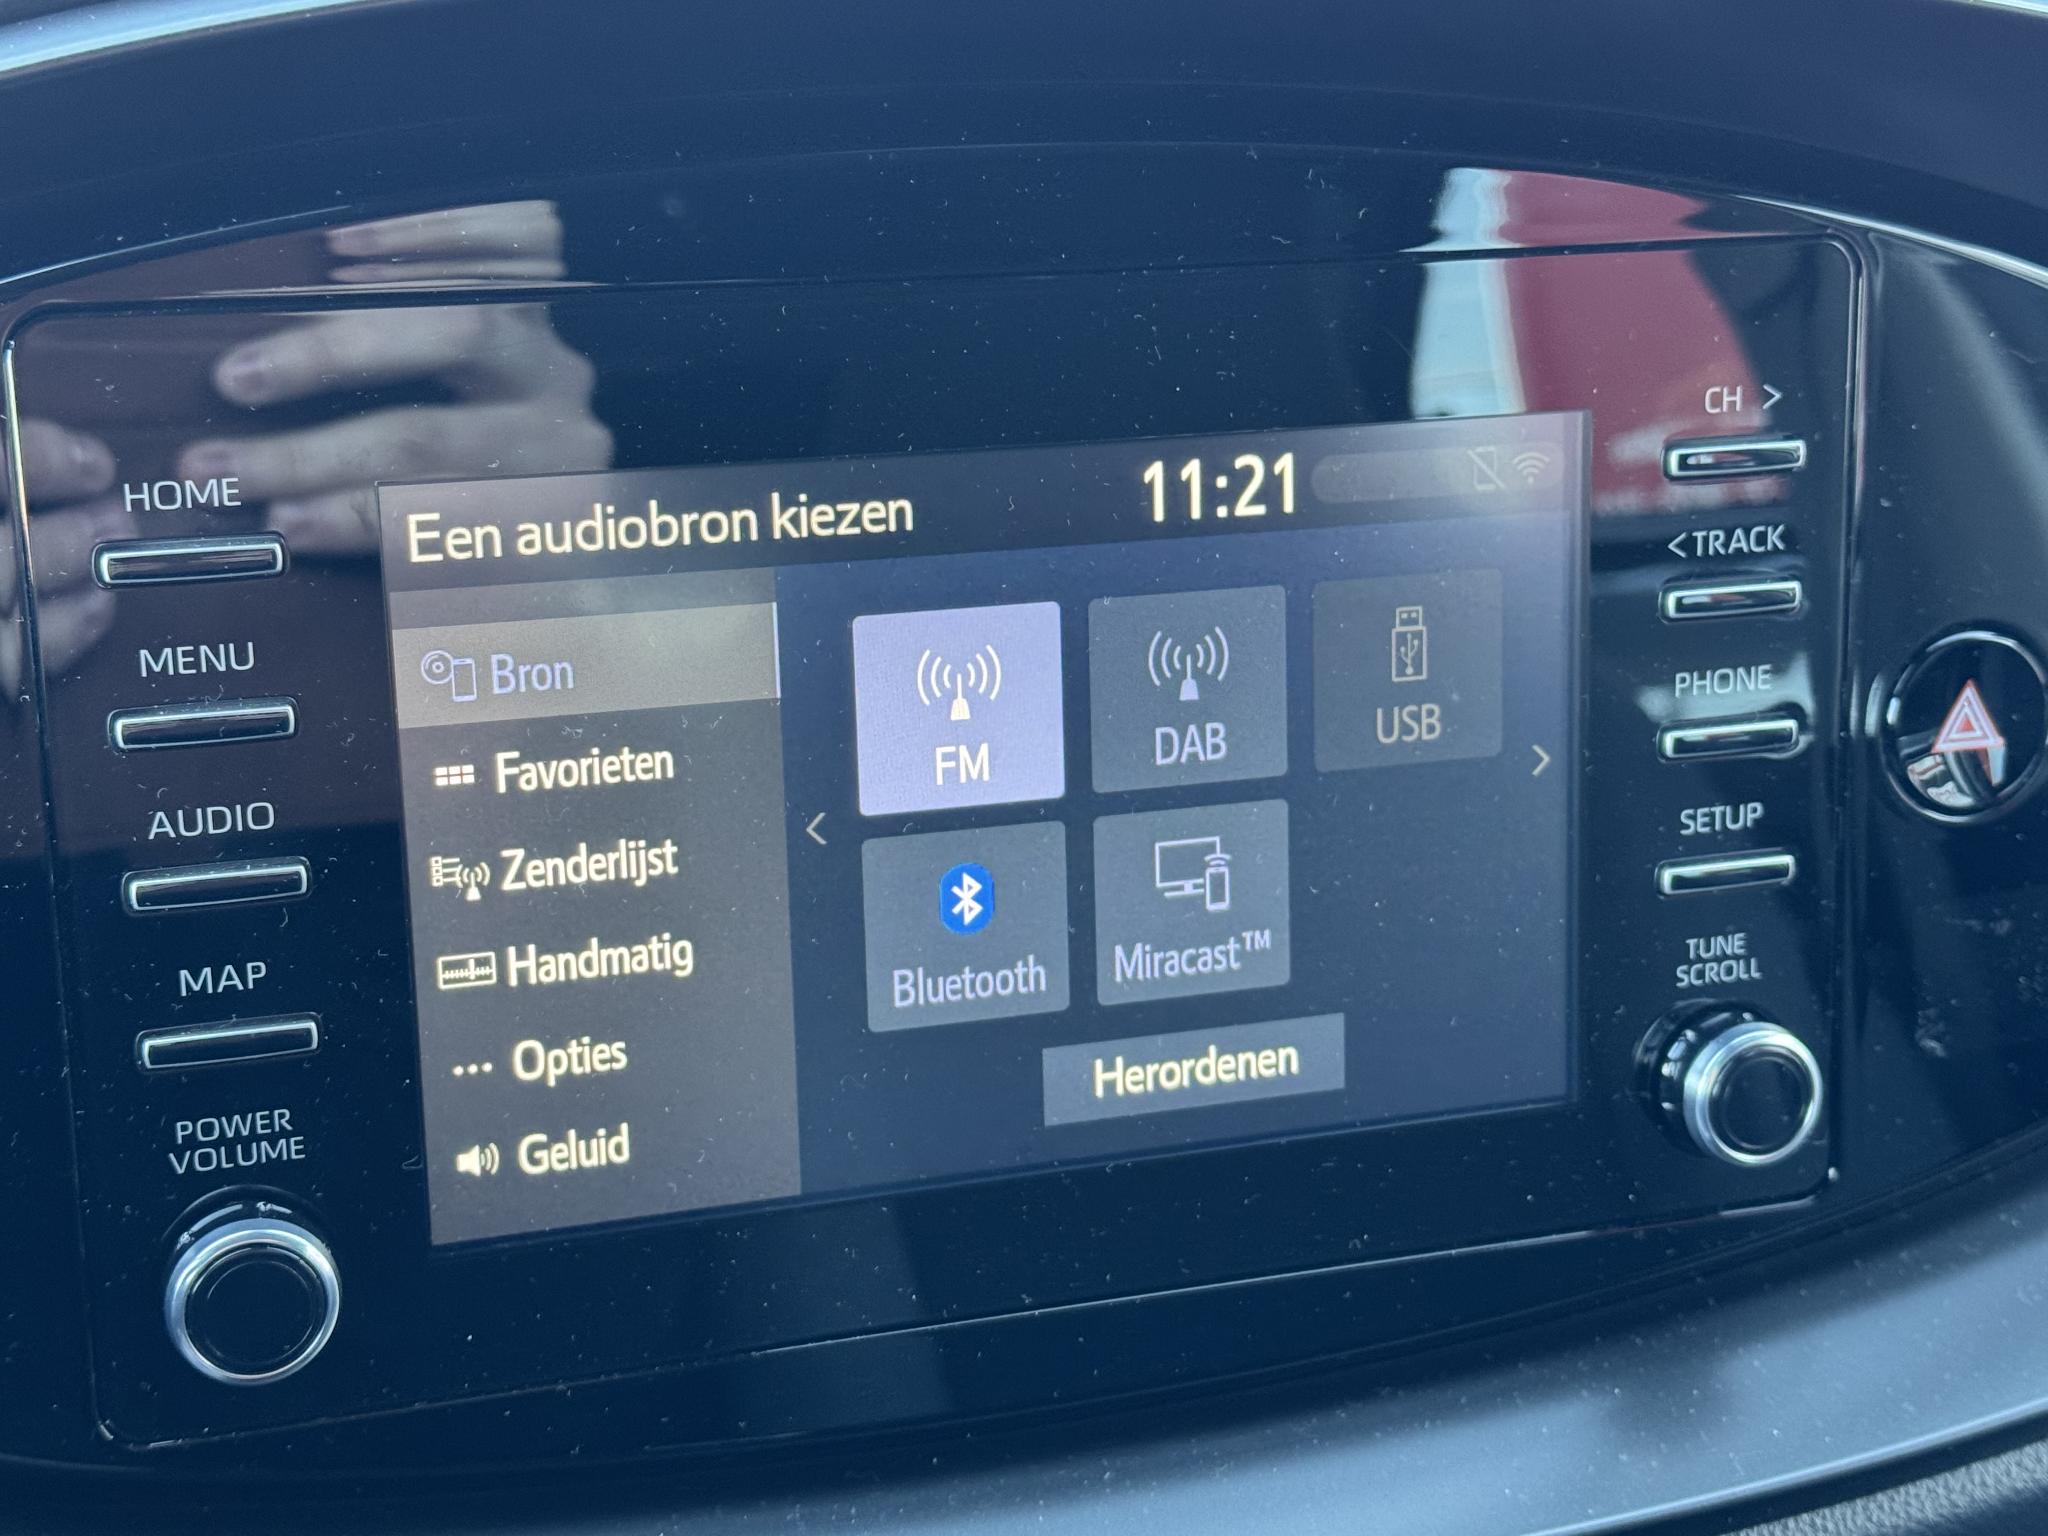 HOME
MENU
AUDIO
MAP
POWER
VOLUME
Een audiobron kiezen
11:21
Bron
Favorieten
Zenderlijst
Handmatig
... Opties
Geluid
FM
DAB
USB
Bluetooth
Miracast™
Herordenen
CH >
< TRACK
PHONE
SETUP
TUNE
SCROLL